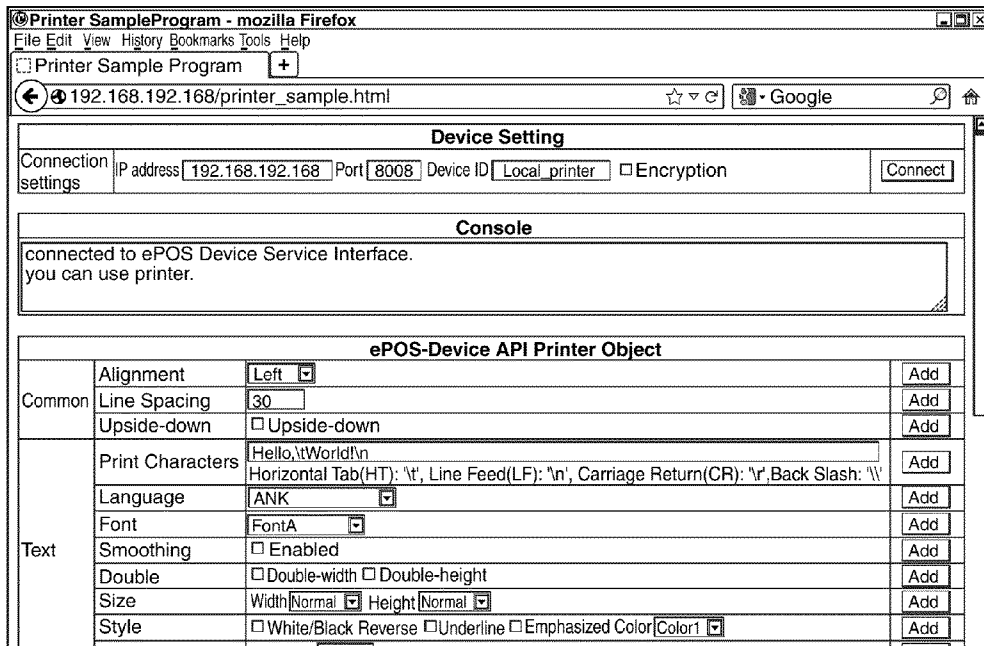 Printer SampleProgram - mozilla Firefox
File Edit View History Bookmarks Tools Help
Printer Sample Program +
192.168.192.168/printer_sample.html Google
Device Setting
Connection settings IP address 192.168.192.168 Port 8008 Device ID Local_printer Encryption Connect
Console
connected to ePOS Device Service Interface.
you can use printer.
ePOS-Device API Printer Object
Common Alignment Left Add
Line Spacing 30 Add
Upside-down Upside-down Add
Text Print Characters Hello,\tWorld!\n Add
Horizontal Tab(HT): '\t', Line Feed(LF): '\n', Carriage Return(CR): '\r',Back Slash: '\\'
Language ANK Add
Font FontA Add
Smoothing Enabled Add
Double Double-width Double-height Add
Size Width Normal Height Normal Add
Style White/Black Reverse Underline Emphasized Color Color1 Add